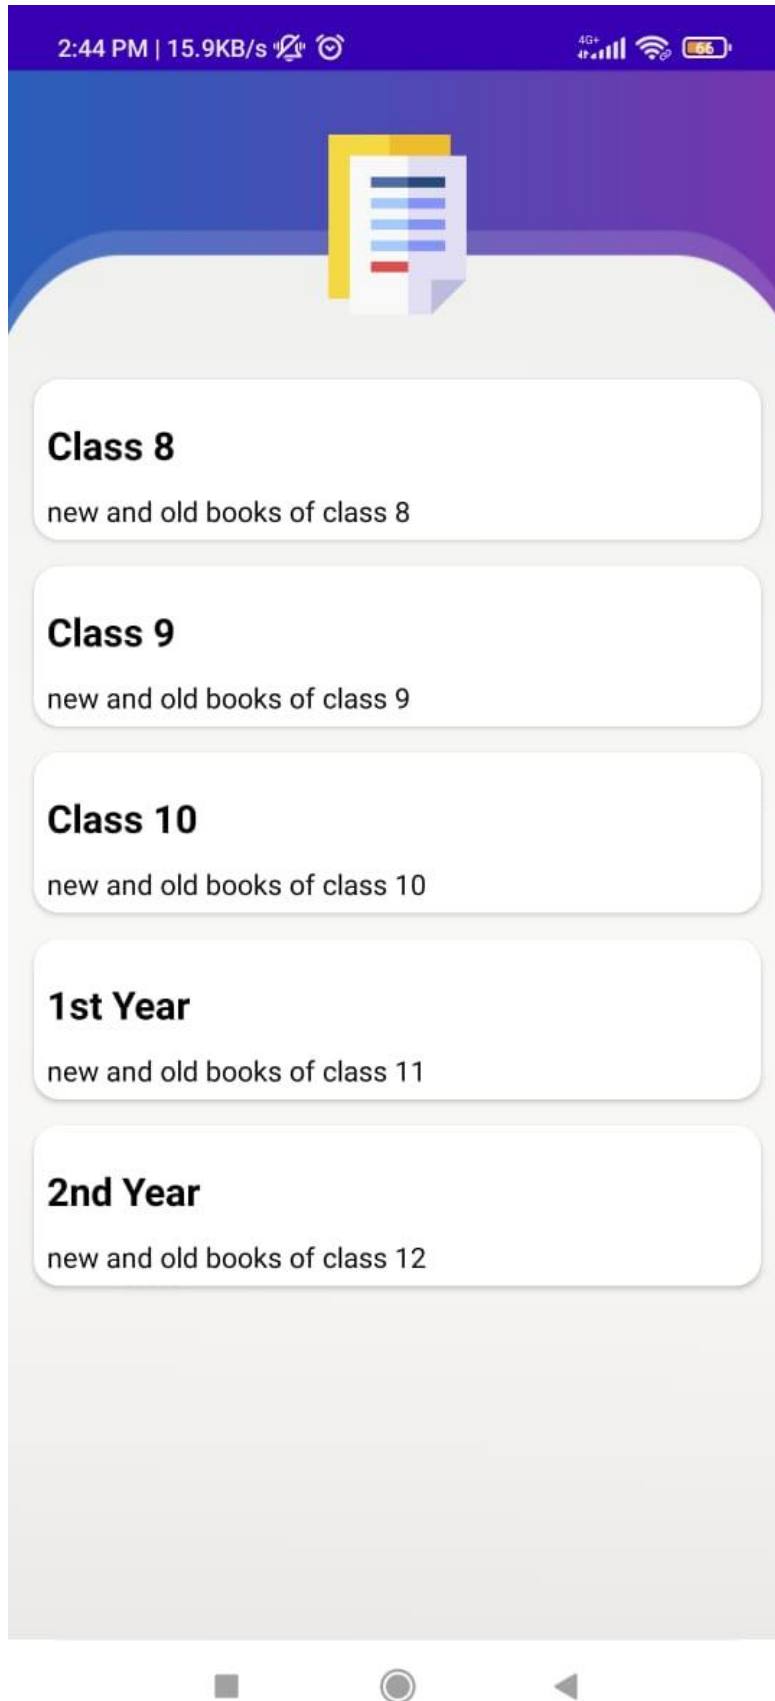 2:44 PM | 15.9KB/s 4G+ 66
Class 8
new and old books of class 8
Class 9
new and old books of class 9
Class 10
new and old books of class 10
1st Year
new and old books of class 11
2nd Year
new and old books of class 12